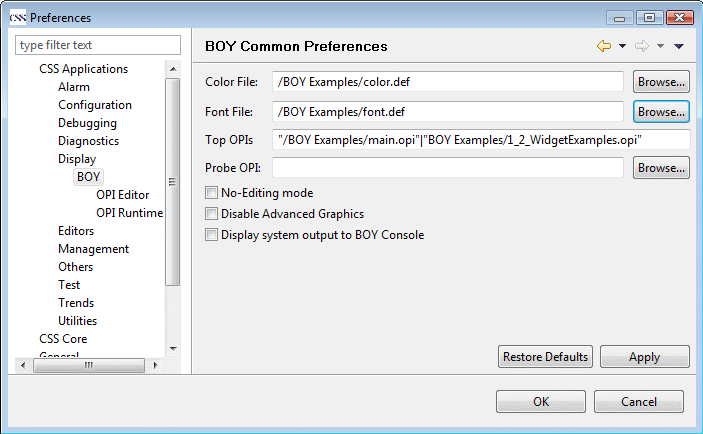 CSS Preferences
type filter text
CSS Applications
Alarm
Configuration
Debugging
Diagnostics
Display
BOY
OPI Editor
OPI Runtime
Editors
Management
Others
Test
Trends
Utilities
CSS Core
General
BOY Common Preferences
Color File: /BOY Examples/color.def Browse...
Font File: /BOY Examples/font.def Browse...
Top OPIs "/BOY Examples/main.opi"|"BOY Examples/1_2_WidgetExamples.opi"
Probe OPI: Browse...
No-Editing mode
Disable Advanced Graphics
Display system output to BOY Console
Restore Defaults Apply
OK Cancel